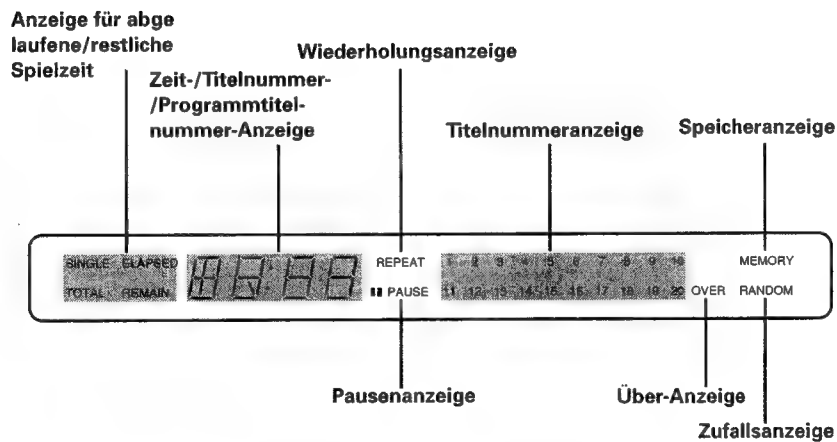 Anzeige für abge
laufene/restliche
Spielzeit
Wiederholungsanzeige
Zeit-/Titelnummer-
/Programmtitel-
nummer-Anzeige
Titelnummeranzeige
Speicheranzeige
SINGLE ELAPSED
TOTAL REMAIN
REPEAT
PAUSE
1 2 3 4 5 6 7 8 9 10
11 12 13 14 15 16 17 18 19 20
OVER
MEMORY
RANDOM
Pausenanzeige
Über-Anzeige
Zufallsanzeige